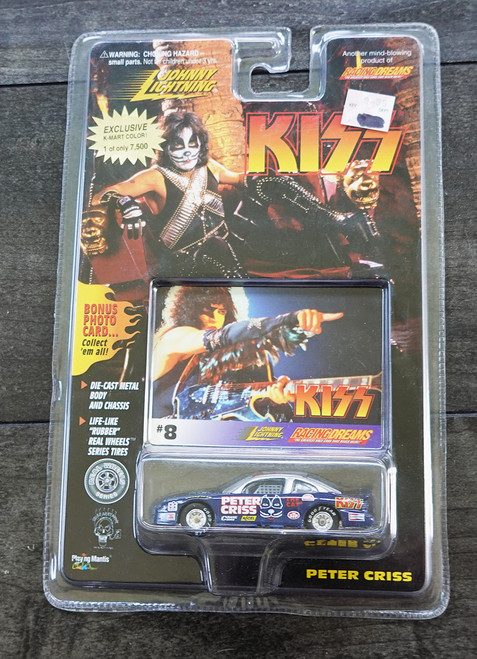 ⚠WARNING: CHOKING HAZARD-
small parts. Not for children under 3 yrs.
Another mind-blowing
product of
JOHNNY
LIGHTNING
RACING DREAMS
KISS
EXCLUSIVE
K-MART COLOR!
1 of only 7,500
BONUS
PHOTO
CARD...
Collect
'em all!
DIE-CAST METAL
BODY
AND CHASSIS
LIFE-LIKE
"RUBBER"
REAL WHEELS™
SERIES TIRES
REAL WHEELS
SERIES
KISS
#8
JOHNNY
LIGHTNING
RACING DREAMS
PETER
CRISS
KISS
Playing Mantis
PETER CRISS